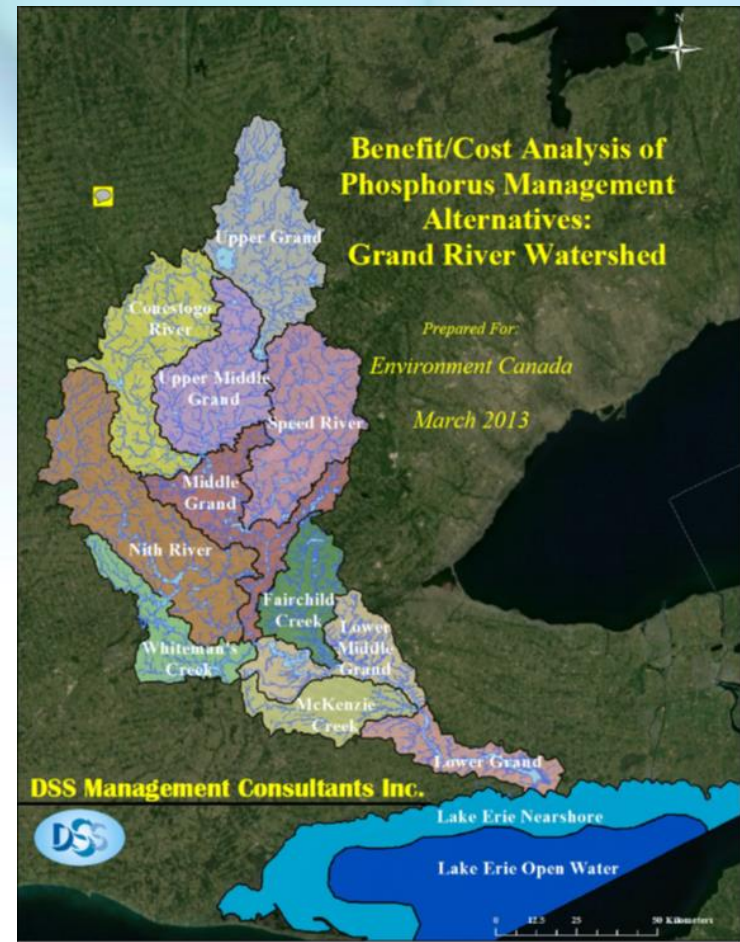 N
Benefit/Cost Analysis of
Phosphorus Management
Alternatives:
Grand River Watershed
Prepared For:
Environment Canada
March 2013
Upper Grand
Conestogo
River
Upper Middle
Grand
Speed River
Middle
Grand
Nith River
Fairchild
Creek
Lower
Middle
Grand
Whiteman's
Creek
McKenzie
Creek
Lower Grand
DSS Management Consultants Inc.
DSS
Lake Erie Nearshore
Lake Erie Open Water
0 12.5 25 50 Kilometers